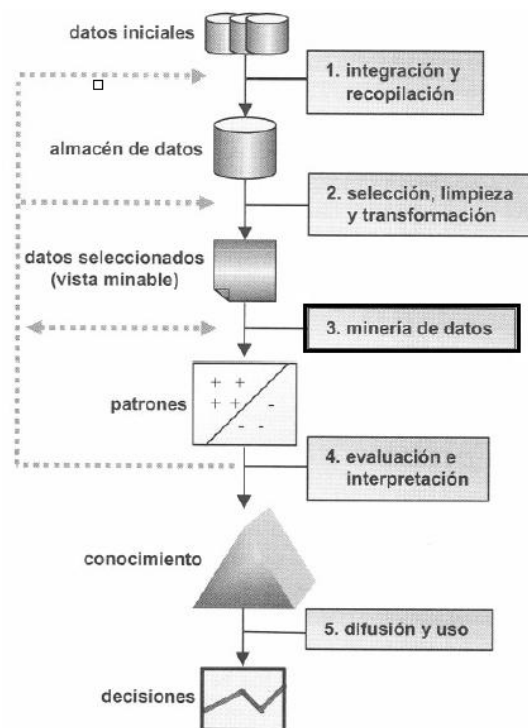 datos iniciales
1. integración y
recopilación
almacén de datos
2. selección, limpieza
y transformación
datos seleccionados
(vista minable)
3. minería de datos
+ +
+ + -
- -
patrones
4. evaluación e
interpretación
conocimiento
5. difusión y uso
decisiones